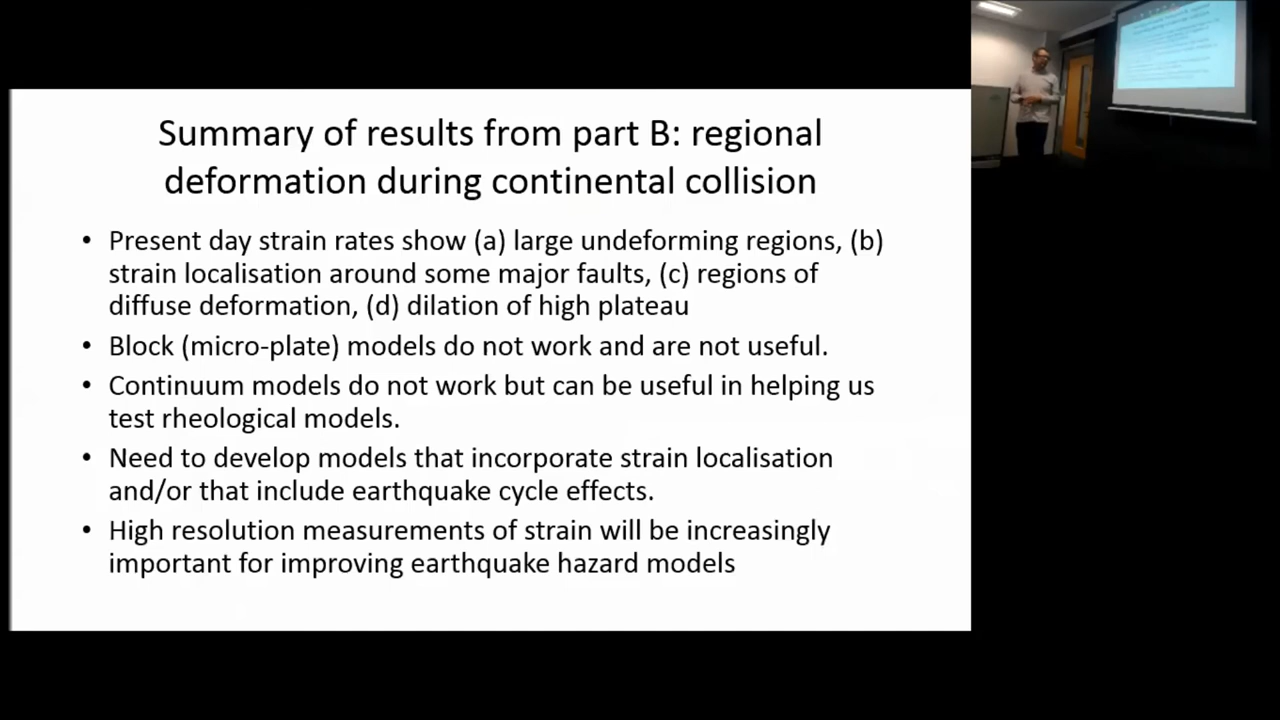 Summary of results from part B: regional
deformation during continental collision
• Present day strain rates show (a) large undeforming regions, (b)
strain localisation around some major faults, (c) regions of
diffuse deformation, (d) dilation of high plateau
• Block (micro-plate) models do not work and are not useful.
• Continuum models do not work but can be useful in helping us
test rheological models.
• Need to develop models that incorporate strain localisation
and/or that include earthquake cycle effects.
• High resolution measurements of strain will be increasingly
important for improving earthquake hazard models